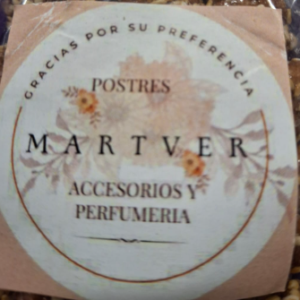 GRACIAS POR SU PREFERENCIA
POSTRES
MARTVER
ACCESORIOS Y
PERFUMERIA